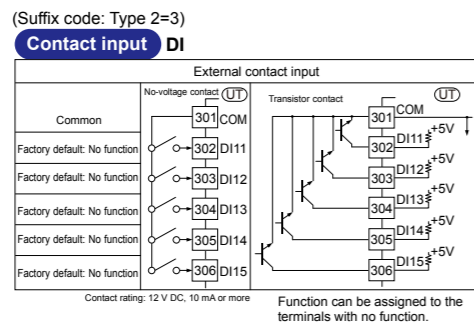 (Suffix code: Type 2=3)
Contact input DI
External contact input
No-voltage contact UT
Transistor contact UT
Common 301 COM 301 COM
Factory default: No function 302 DI11 302 DI11 +5V
Factory default: No function 303 DI12 303 DI12 +5V
Factory default: No function 304 DI13 304 DI13 +5V
Factory default: No function 305 DI14 305 DI14 +5V
Factory default: No function 306 DI15 306 DI15 +5V
Contact rating: 12 V DC, 10 mA or more
Function can be assigned to the
terminals with no function.